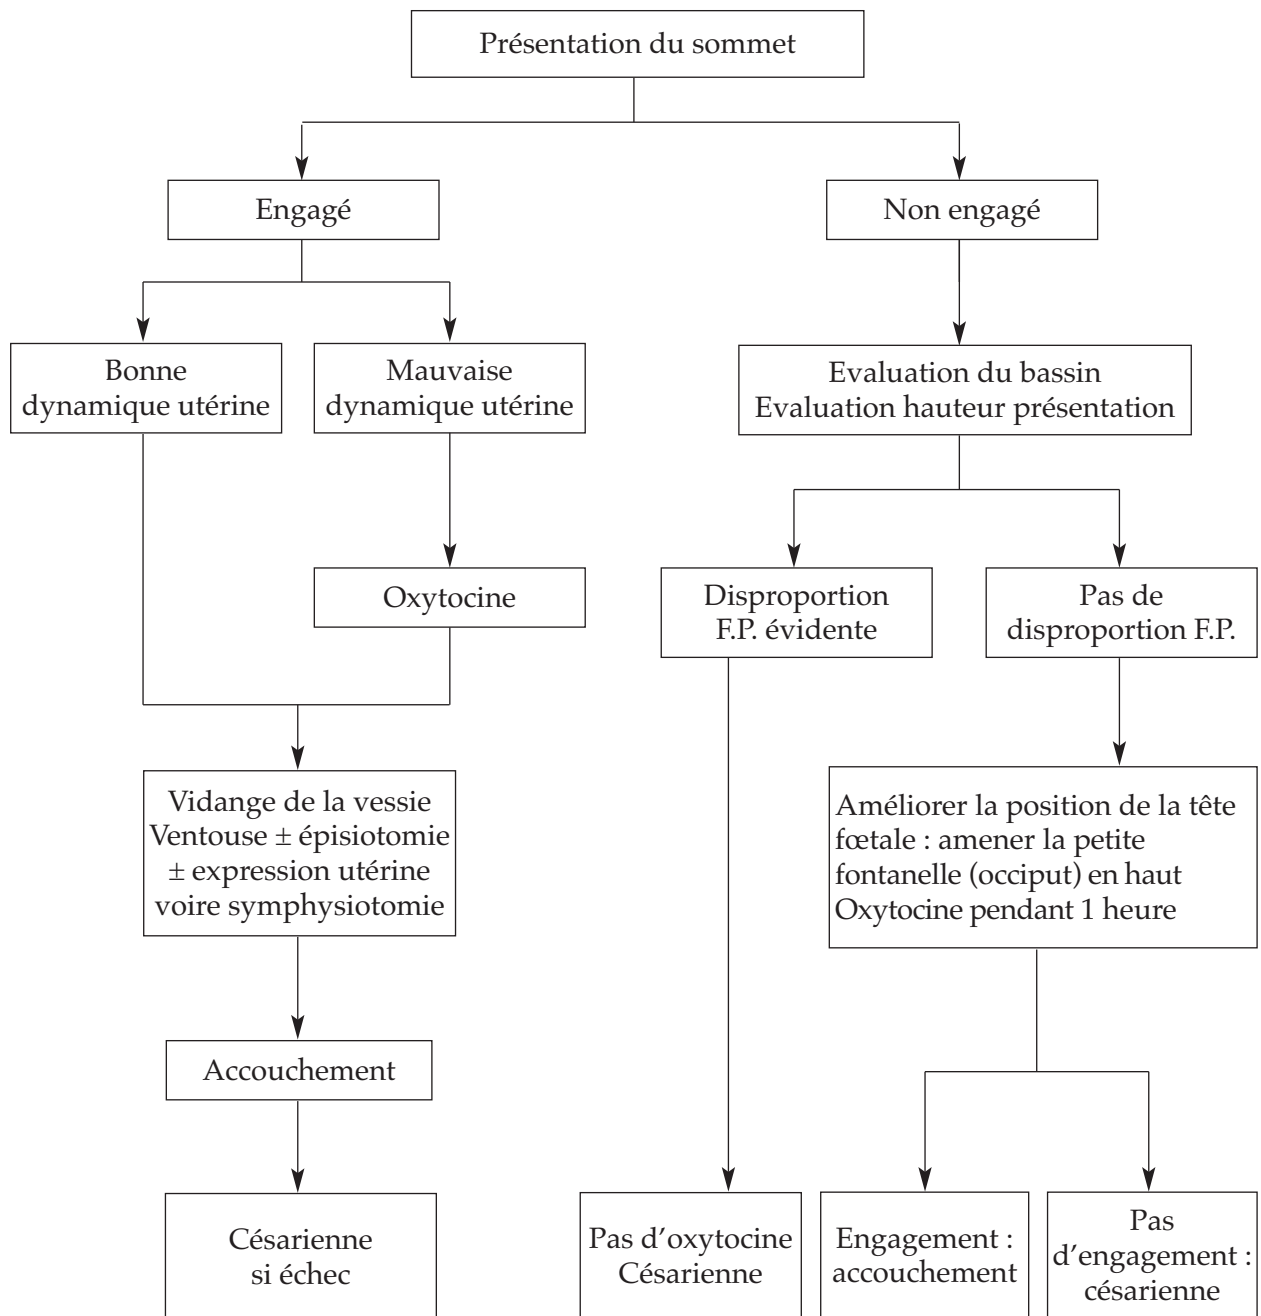 Présentation du sommet
Engagé
Non engagé
Bonne
dynamique utérine
Mauvaise
dynamique utérine
Evaluation du bassin
Evaluation hauteur présentation
Oxytocine
Disproportion
F.P. évidente
Pas de
disproportion F.P.
Vidange de la vessie
Ventouse ± épisiotomie
± expression utérine
voire symphysiotomie
Améliorer la position de la tête
fœtale : amener la petite
fontanelle (occiput) en haut
Oxytocine pendant 1 heure
Accouchement
Césarienne
si échec
Pas d’oxytocine
Césarienne
Engagement :
accouchement
Pas
d’engagement :
césarienne